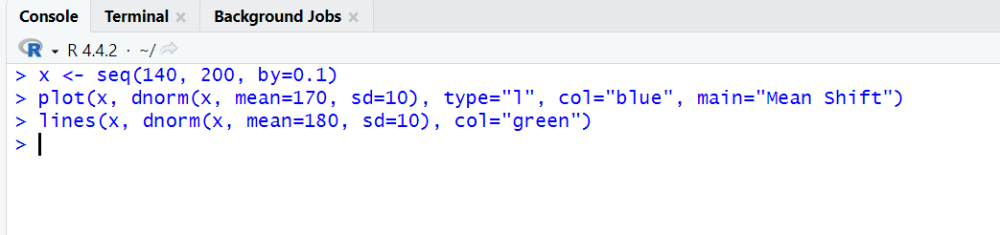 Console Terminal Background Jobs
R R 4.4.2 · ~/
> x <- seq(140, 200, by=0.1)
> plot(x, dnorm(x, mean=170, sd=10), type="l", col="blue", main="Mean Shift")
> lines(x, dnorm(x, mean=180, sd=10), col="green")
>